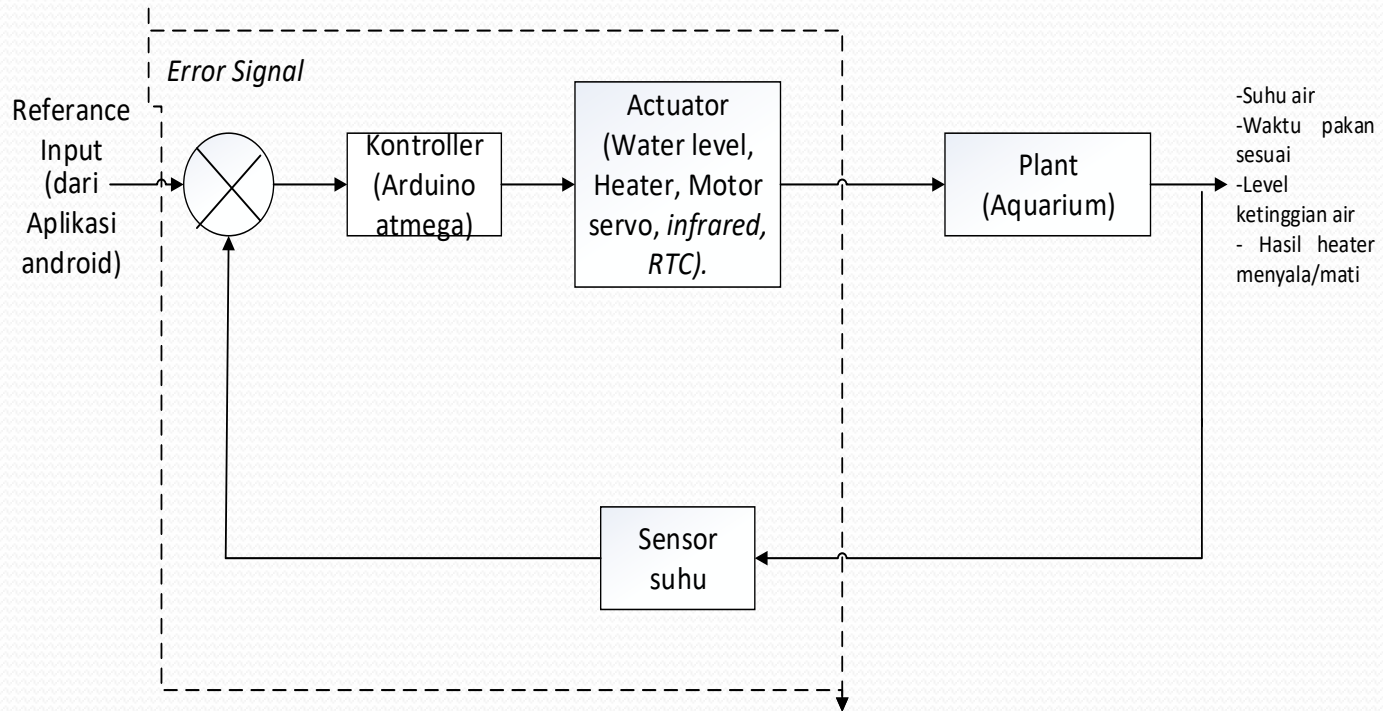 Error Signal
Referance
Input
(dari
Aplikasi
android)
Kontroller
(Arduino
atmega)
Actuator
(Water level,
Heater, Motor
servo, infrared,
RTC).
Plant
(Aquarium)
-Suhu air
-Waktu pakan
sesuai
-Level
ketinggian air
- Hasil heater
menyala/mati
Sensor
suhu